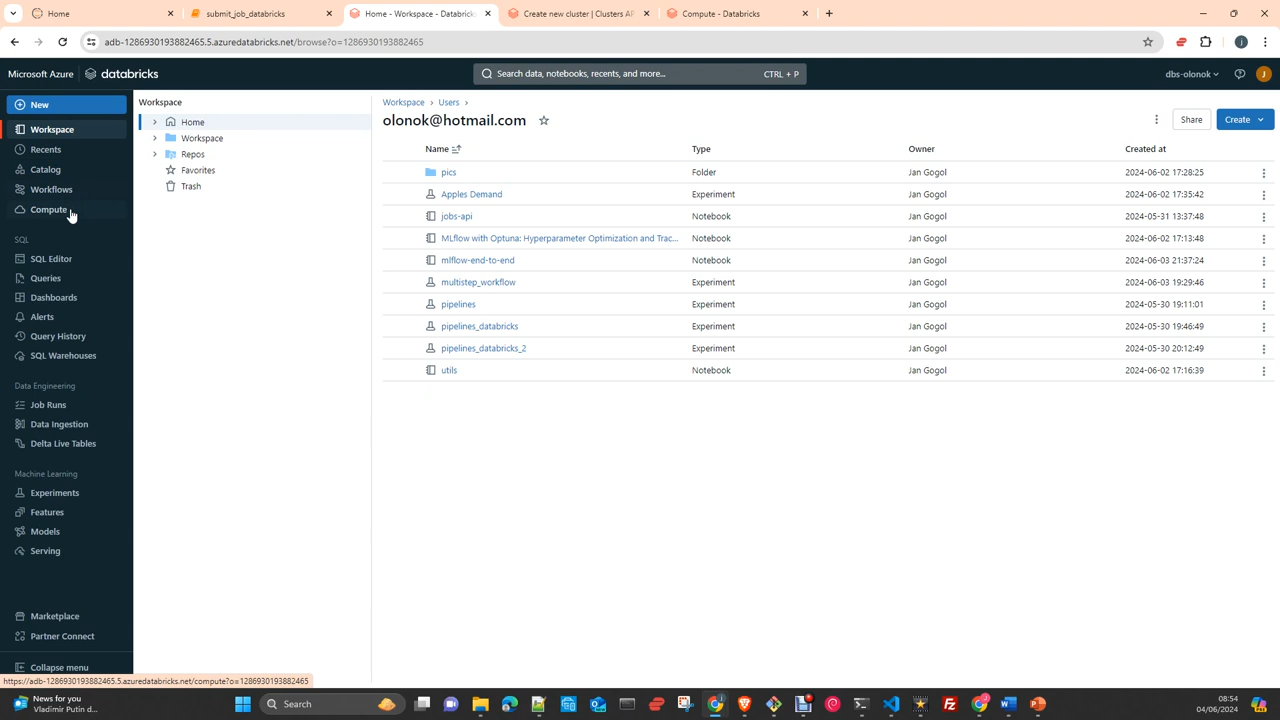 Home
submit_job_databricks
Home - Workspace - Databricks
Create new cluster | Clusters AP
Compute - Databricks
adb-1286930193882465.5.azuredatabricks.net/browse?o=1286930193882465
Microsoft Azure databricks
Search data, notebooks, recents, and more... CTRL + P
dbs-olonok
J
New
Workspace
Recents
Catalog
Workflows
Compute
SQL
SQL Editor
Queries
Dashboards
Alerts
Query History
SQL Warehouses
Data Engineering
Job Runs
Data Ingestion
Delta Live Tables
Machine Learning
Experiments
Features
Models
Serving
Marketplace
Partner Connect
Collapse menu
Workspace
Home
Workspace
Repos
Favorites
Trash
Workspace > Users >
olonok@hotmail.com
Share
Create
Name Type Owner Created at
pics Folder Jan Gogol 2024-06-02 17:28:25
Apples Demand Experiment Jan Gogol 2024-06-02 17:35:42
jobs-api Notebook Jan Gogol 2024-05-31 13:37:48
MLflow with Optuna: Hyperparameter Optimization and Trac... Notebook Jan Gogol 2024-06-02 17:13:48
mlflow-end-to-end Notebook Jan Gogol 2024-06-03 21:37:24
multistep_workflow Experiment Jan Gogol 2024-06-03 19:29:46
pipelines Experiment Jan Gogol 2024-05-30 19:11:01
pipelines_databricks Experiment Jan Gogol 2024-05-30 19:46:49
pipelines_databricks_2 Experiment Jan Gogol 2024-05-30 20:12:49
utils Notebook Jan Gogol 2024-06-02 17:16:39
https://adb-1286930193882465.5.azuredatabricks.net/compute?o=1286930193882465
News for you
Vladimir Putin d...
Search
08:54
04/06/2024